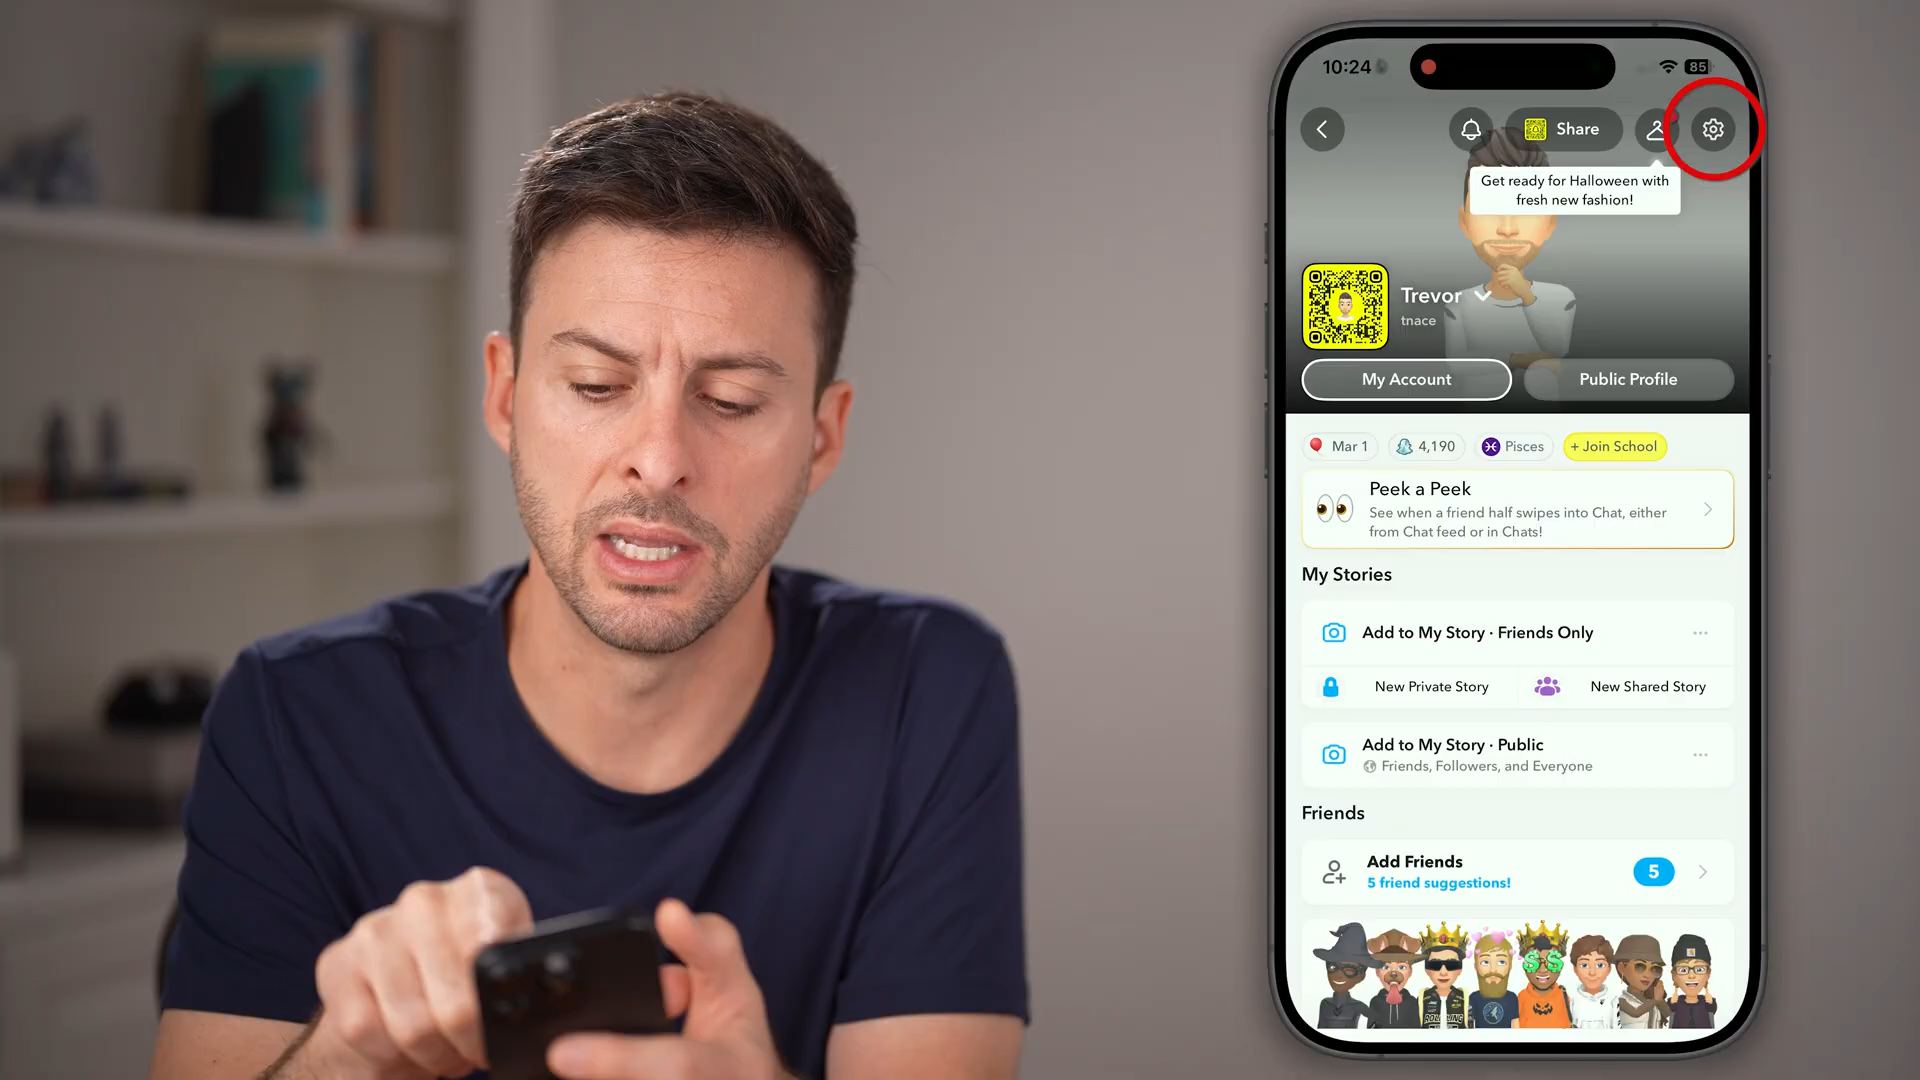 10:24
85
Share
Get ready for Halloween with
fresh new fashion!
Trevor
tnace
My Account
Public Profile
Mar 1
4,190
Pisces
+ Join School
Peek a Peek
See when a friend half swipes into Chat, either
from Chat feed or in Chats!
My Stories
Add to My Story · Friends Only
New Private Story
New Shared Story
Add to My Story · Public
Friends, Followers, and Everyone
Friends
Add Friends
5 friend suggestions!
5